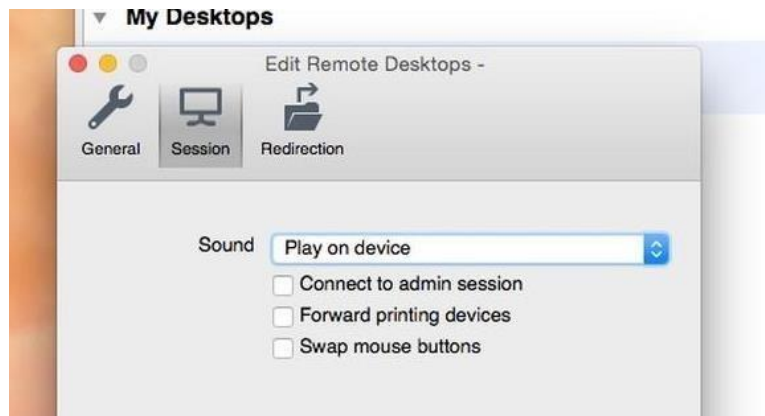 My Desktops
Edit Remote Desktops -
General Session Redirection
Sound Play on device
Connect to admin session
Forward printing devices
Swap mouse buttons